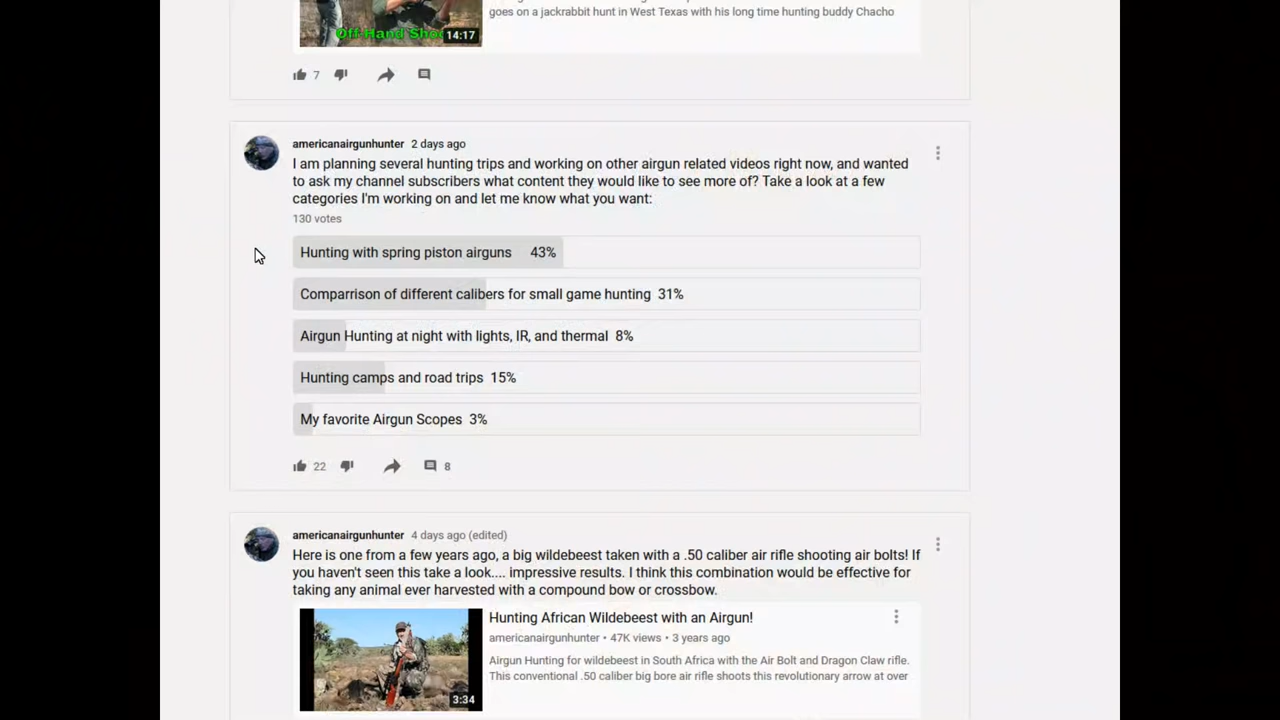 goes on a jackrabbit hunt in West Texas with his long time hunting buddy Chacho
Off Hand Shoo
14:17
7
americanairgunhunter 2 days ago
I am planning several hunting trips and working on other airgun related videos right now, and wanted
to ask my channel subscribers what content they would like to see more of? Take a look at a few
categories I'm working on and let me know what you want:
130 votes
Hunting with spring piston airguns 43%
Comparrison of different calibers for small game hunting 31%
Airgun Hunting at night with lights, IR, and thermal 8%
Hunting camps and road trips 15%
My favorite Airgun Scopes 3%
22 8
americanairgunhunter 4 days ago (edited)
Here is one from a few years ago, a big wildebeest taken with a .50 caliber air rifle shooting air bolts! If
you haven't seen this take a look.... impressive results. I think this combination would be effective for
taking any animal ever harvested with a compound bow or crossbow.
Hunting African Wildebeest with an Airgun!
americanairgunhunter • 47K views • 3 years ago
Airgun Hunting for wildebeest in South Africa with the Air Bolt and Dragon Claw rifle.
This conventional .50 caliber big bore air rifle shoots this revolutionary arrow at over
3:34